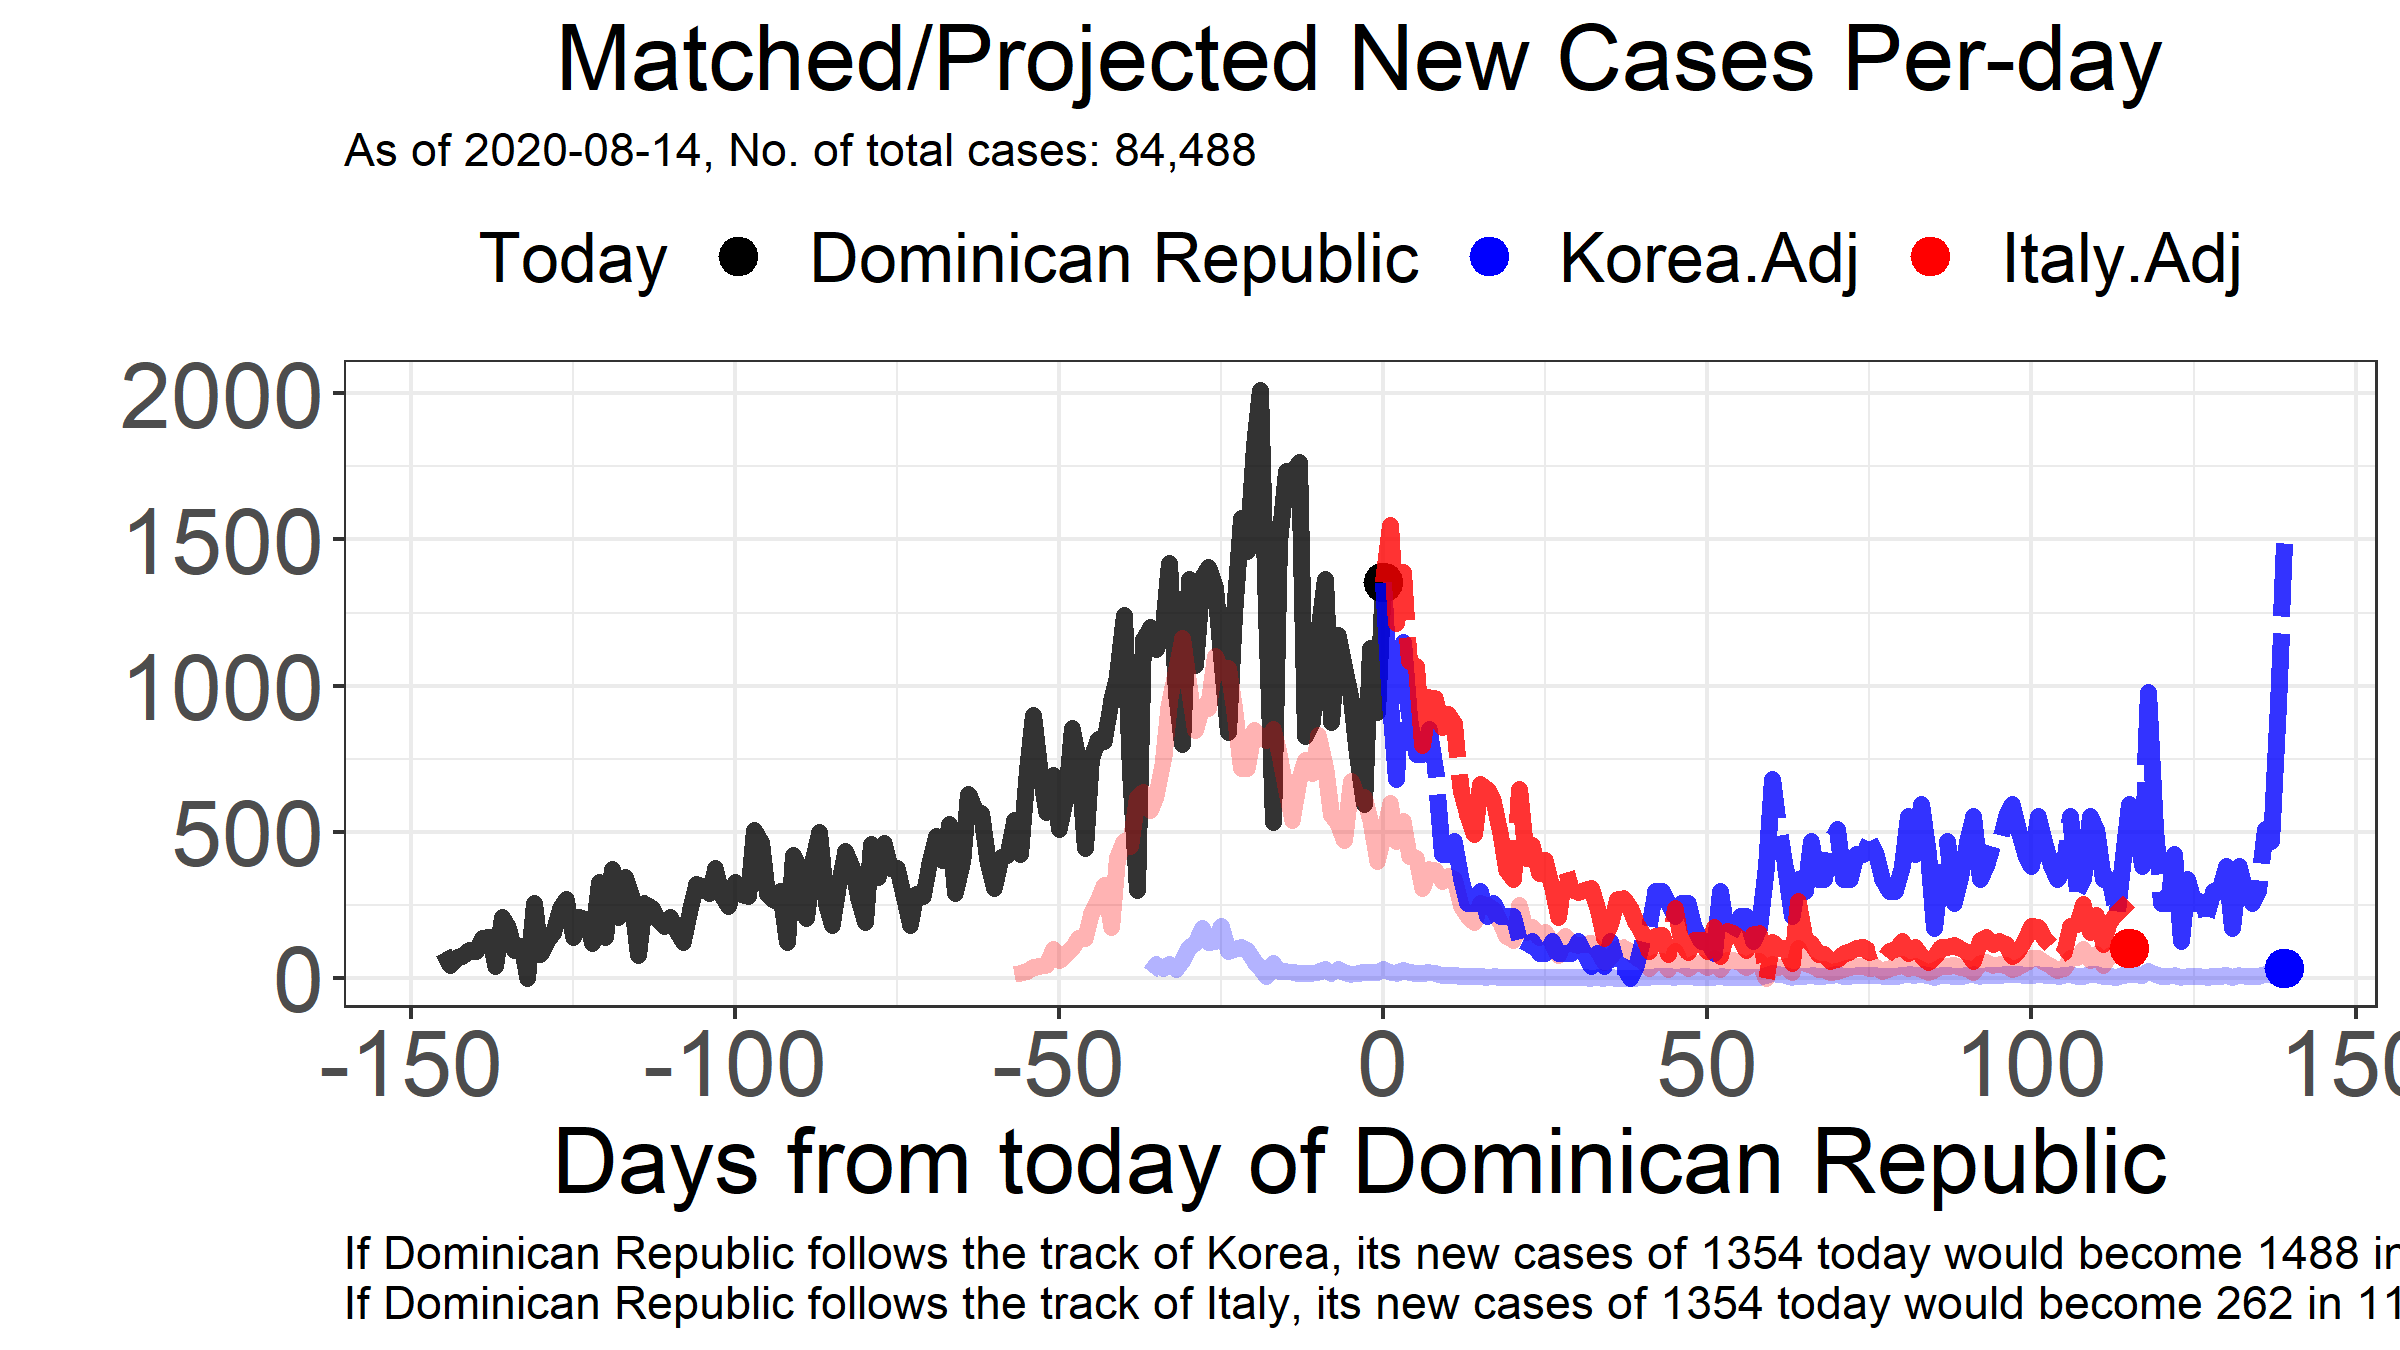 Matched/Projected New Cases Per-day
As of 2020-08-14, No. of total cases: 84,488
Today Dominican Republic Korea.Adj Italy.Adj
2000
1500
1000
500
0
-150 -100 -50 0 50 100 150
Days from today of Dominican Republic
If Dominican Republic follows the track of Korea, its new cases of 1354 today would become 1488 in
If Dominican Republic follows the track of Italy, its new cases of 1354 today would become 262 in 11